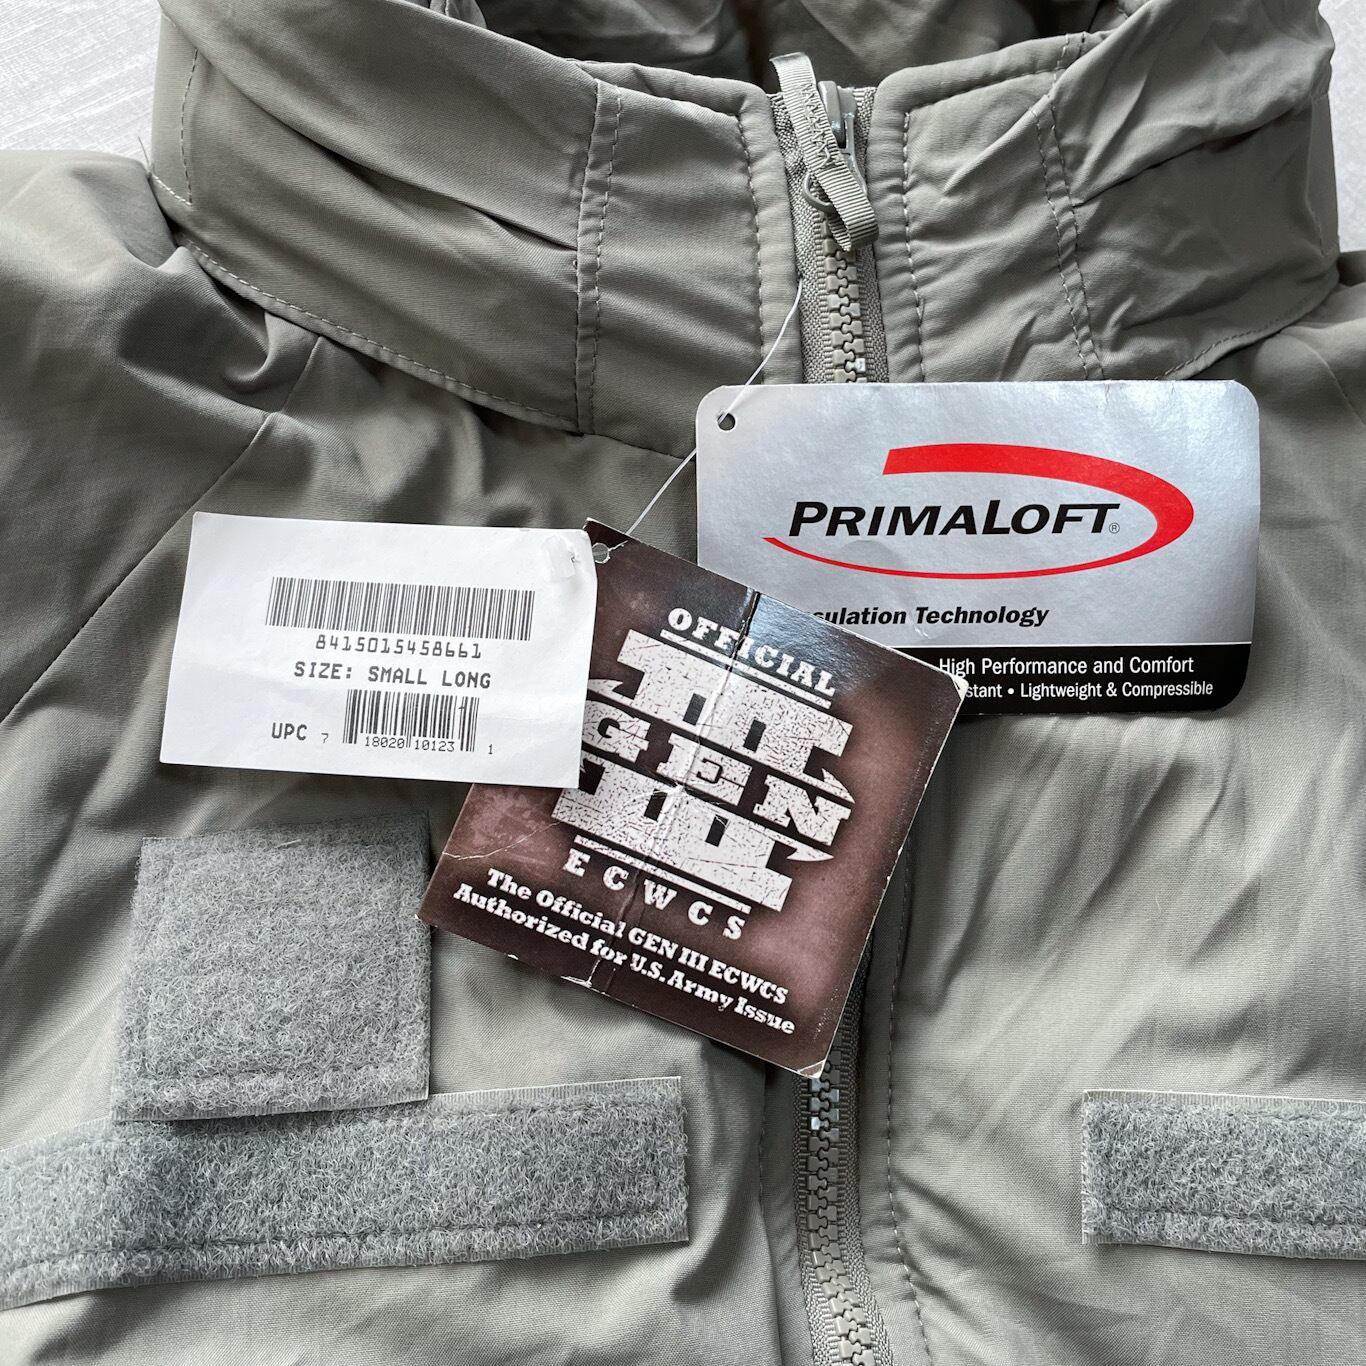 PRIMALOFT®
sulation Technology
High Performance and Comfort
stant • Lightweight & Compressible
8415015458661
SIZE: SMALL LONG
UPC 7 18020 10123 1
OFFICIAL
III
GEN
III
ECWCS
The Official GEN III ECWCS
Authorized for U.S. Army Issue